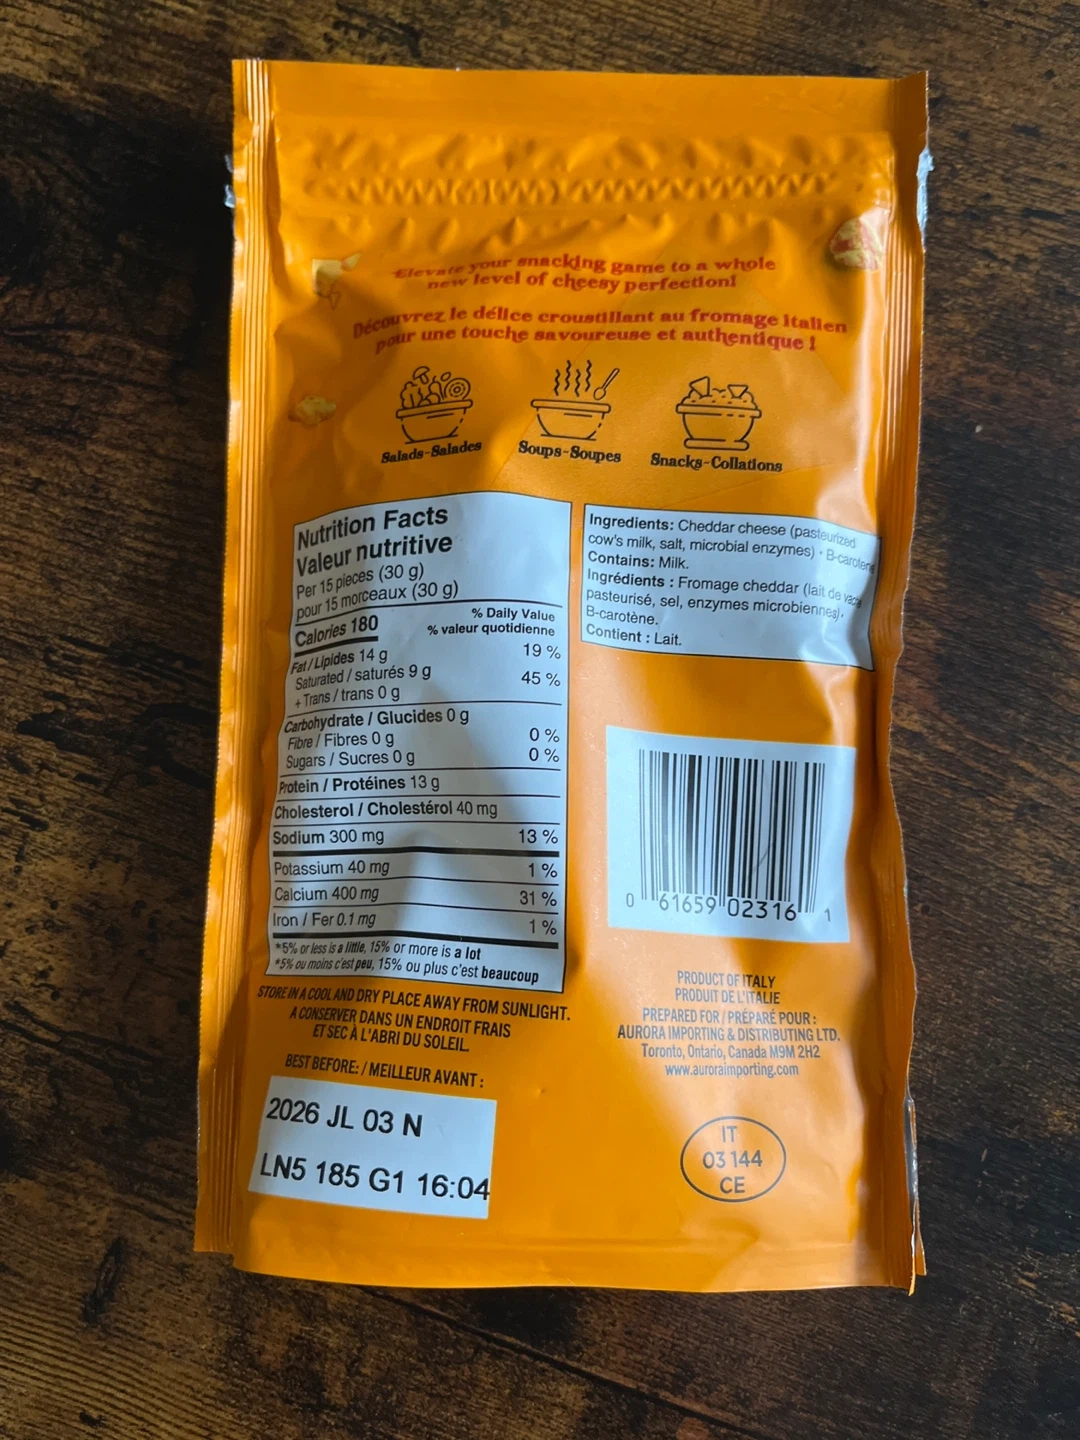 Elevate your snacking game to a whole
new level of cheesy perfection!
Découvrez le délice croustillant au fromage italien
pour une touche savoureuse et authentique !
Salads-Salades
Soups-Soupes
Snacks-Collations
Nutrition Facts
Valeur nutritive
Per 15 pieces (30 g)
pour 15 morceaux (30 g)
Calories 180
% Daily Value
% valeur quotidienne
Fat / Lipides 14 g 19 %
Saturated / saturés 9 g
+ Trans / trans 0 g 45 %
Carbohydrate / Glucides 0 g
Fibre / Fibres 0 g 0 %
Sugars / Sucres 0 g 0 %
Protein / Protéines 13 g
Cholesterol / Cholestérol 40 mg
Sodium 300 mg 13 %
Potassium 40 mg 1 %
Calcium 400 mg 31 %
Iron / Fer 0.1 mg 1 %
*5% or less is a little, 15% or more is a lot
*5% ou moins c'est peu, 15% ou plus c'est beaucoup
Ingredients: Cheddar cheese (pasteurized
cow's milk, salt, microbial enzymes) • B-carotene
Contains: Milk.
Ingrédients : Fromage cheddar (lait de vache
pasteurisé, sel, enzymes microbiennes) •
B-carotène.
Contient : Lait.
0 61659 02316 1
STORE IN A COOL AND DRY PLACE AWAY FROM SUNLIGHT.
A CONSERVER DANS UN ENDROIT FRAIS
ET SEC À L'ABRI DU SOLEIL.
BEST BEFORE: / MEILLEUR AVANT :
2026 JL 03 N
LN5 185 G1 16:04
PRODUCT OF ITALY
PRODUIT DE L'ITALIE
PREPARED FOR / PRÉPARÉ POUR :
AURORA IMPORTING & DISTRIBUTING LTD.
Toronto, Ontario, Canada M9M 2H2
www.auroraimporting.com
IT
03 144
CE